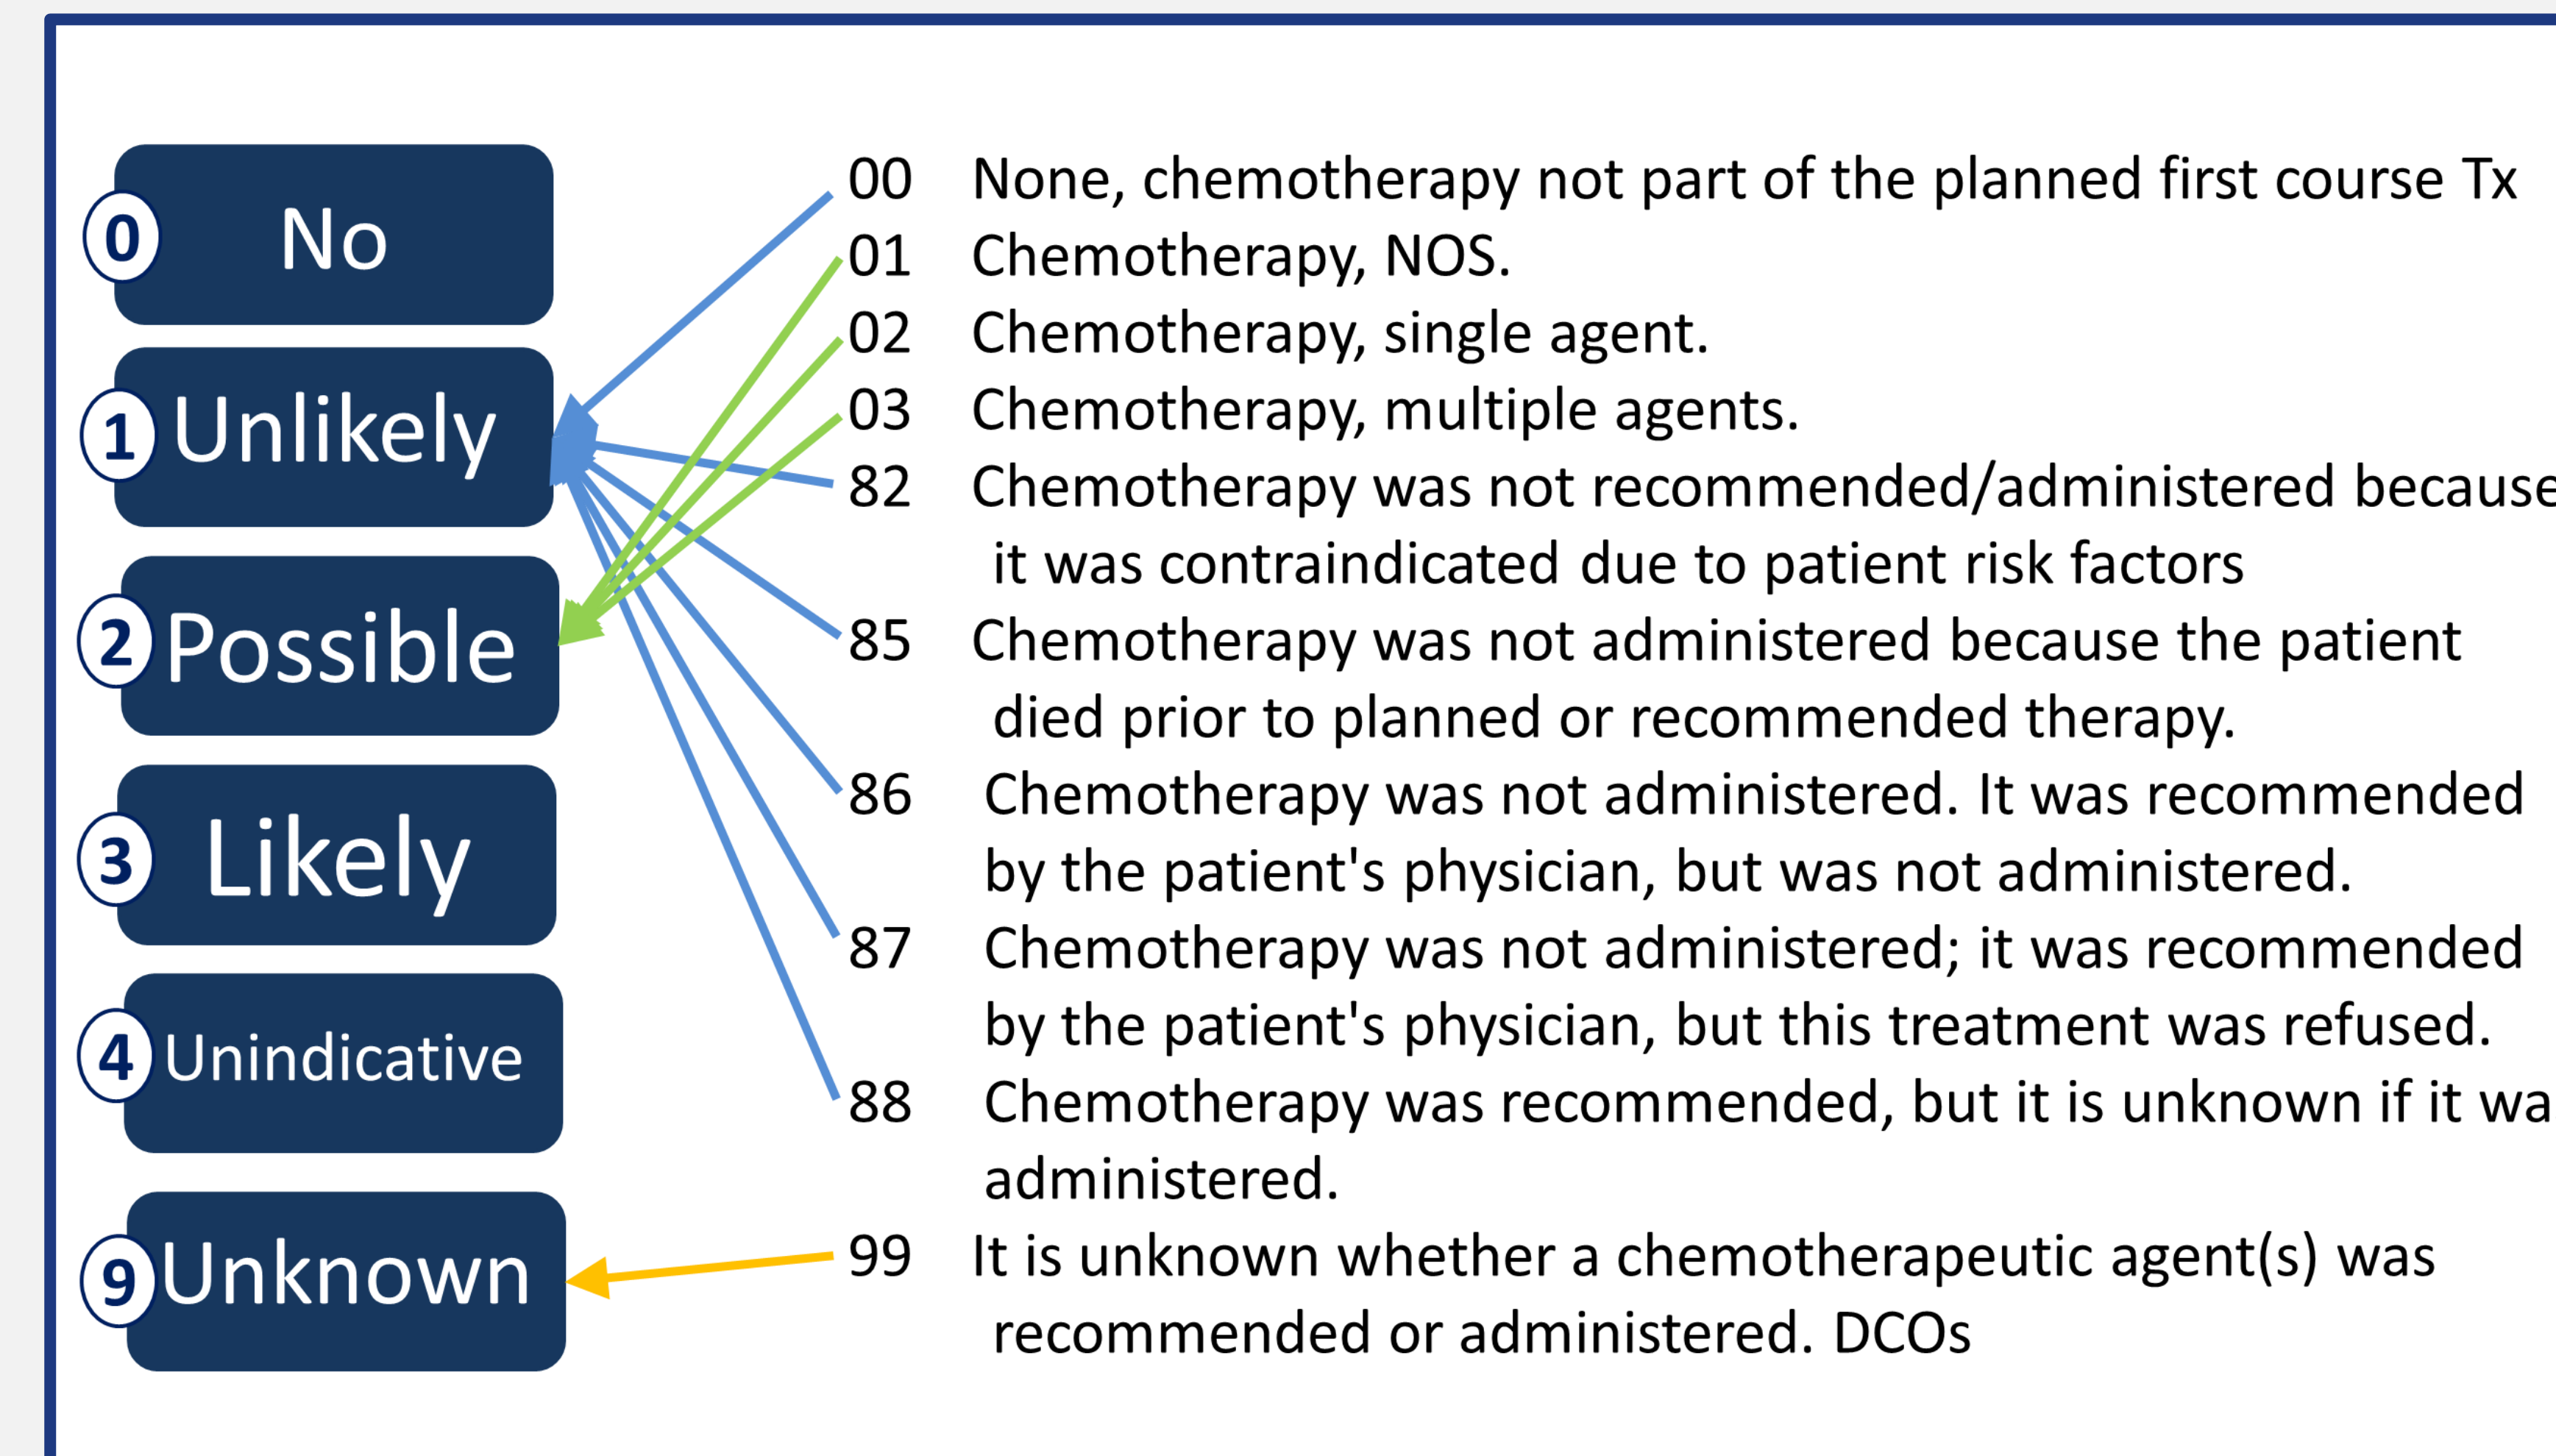 0 No
1 Unlikely
2 Possible
3 Likely
4 Unindicative
9 Unknown
00 None, chemotherapy not part of the planned first course Tx
01 Chemotherapy, NOS.
02 Chemotherapy, single agent.
03 Chemotherapy, multiple agents.
82 Chemotherapy was not recommended/administered because
it was contraindicated due to patient risk factors
85 Chemotherapy was not administered because the patient
died prior to planned or recommended therapy.
86 Chemotherapy was not administered. It was recommended
by the patient's physician, but was not administered.
87 Chemotherapy was not administered; it was recommended
by the patient's physician, but this treatment was refused.
88 Chemotherapy was recommended, but it is unknown if it wa
administered.
99 It is unknown whether a chemotherapeutic agent(s) was
recommended or administered. DCOs